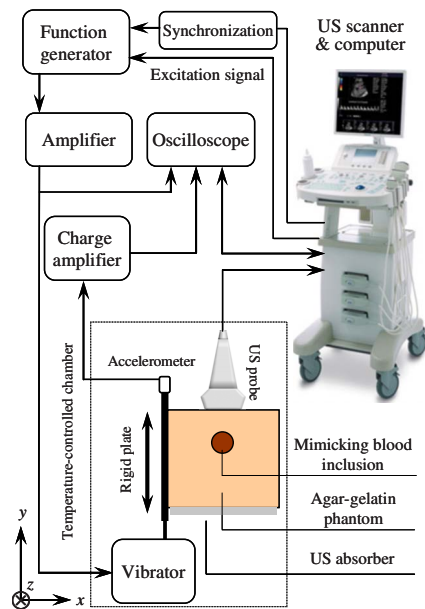 US scanner
& computer
Function
generator
Synchronization
Excitation signal
Amplifier
Oscilloscope
Charge
amplifier
Temperature-controlled chamber
Accelerometer
US probe
Rigid plate
Mimicking blood
inclusion
Agar-gelatin
phantom
US absorber
Vibrator
y
z
x